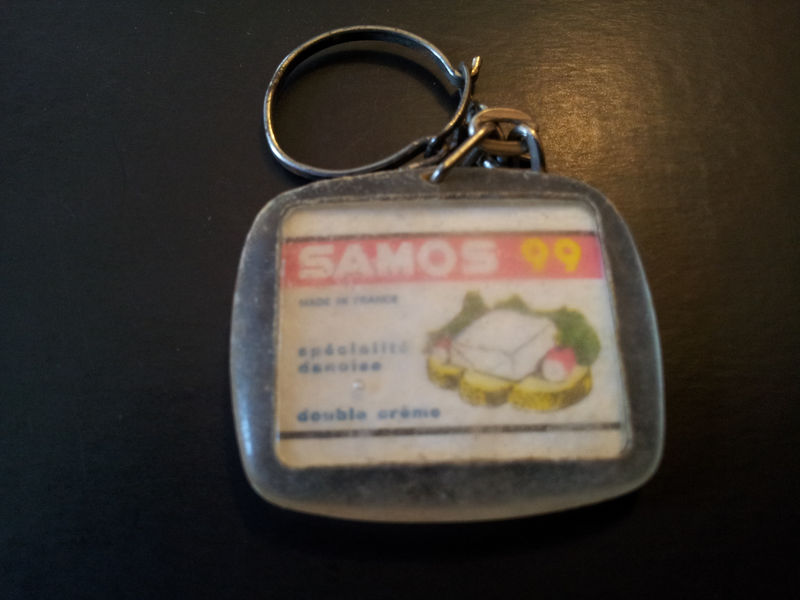 SAMOS 99
MADE IN FRANCE
spécialité
danoise
double crème